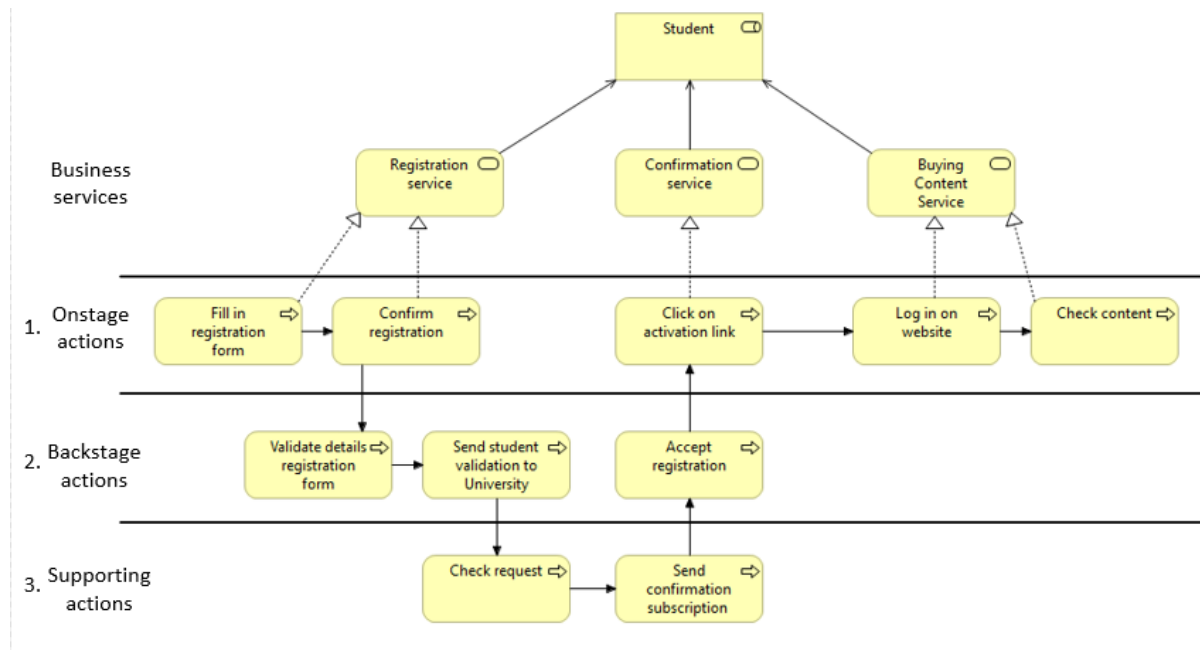 Student
Business
services
Registration
service
Confirmation
service
Buying
Content
Service
1. Onstage
actions
Fill in
registration
form
Confirm
registration
Click on
activation link
Log in on
website
Check content
2. Backstage
actions
Validate details
registration
form
Send student
validation to
University
Accept
registration
3. Supporting
actions
Check request
Send
confirmation
subscription